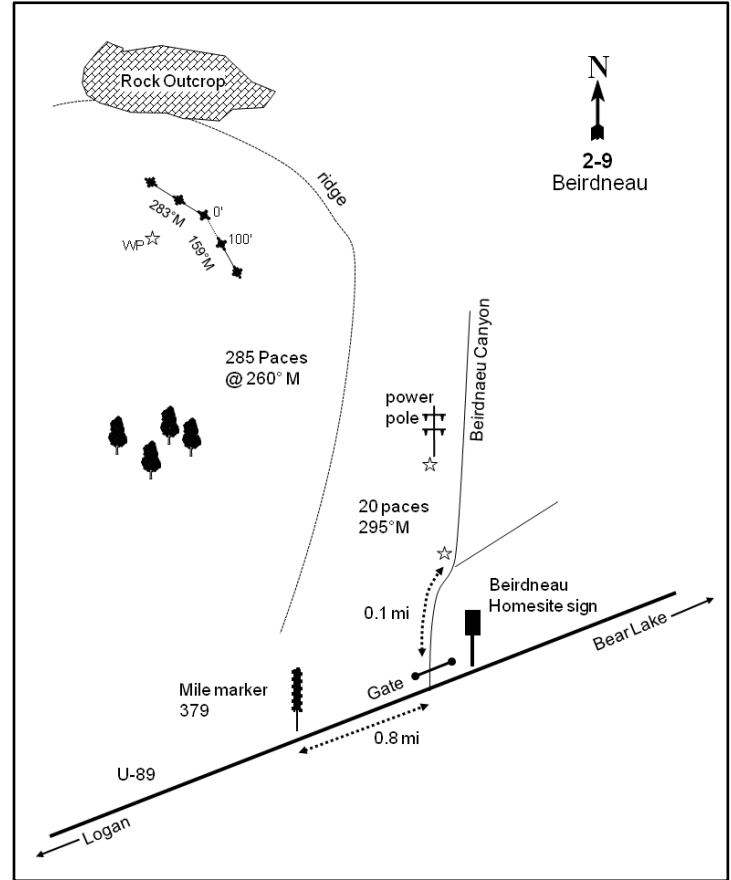 Rock Outcrop
N
2-9
Beirdneau
ridge
283°M
0'
WP
159°M
100'
285 Paces
@ 260° M
power
pole
Beirdnaeu Canyon
20 paces
295°M
Beirdneau
Homesite sign
0.1 mi
Bear Lake
Mile marker
379
Gate
0.8 mi
U-89
Logan